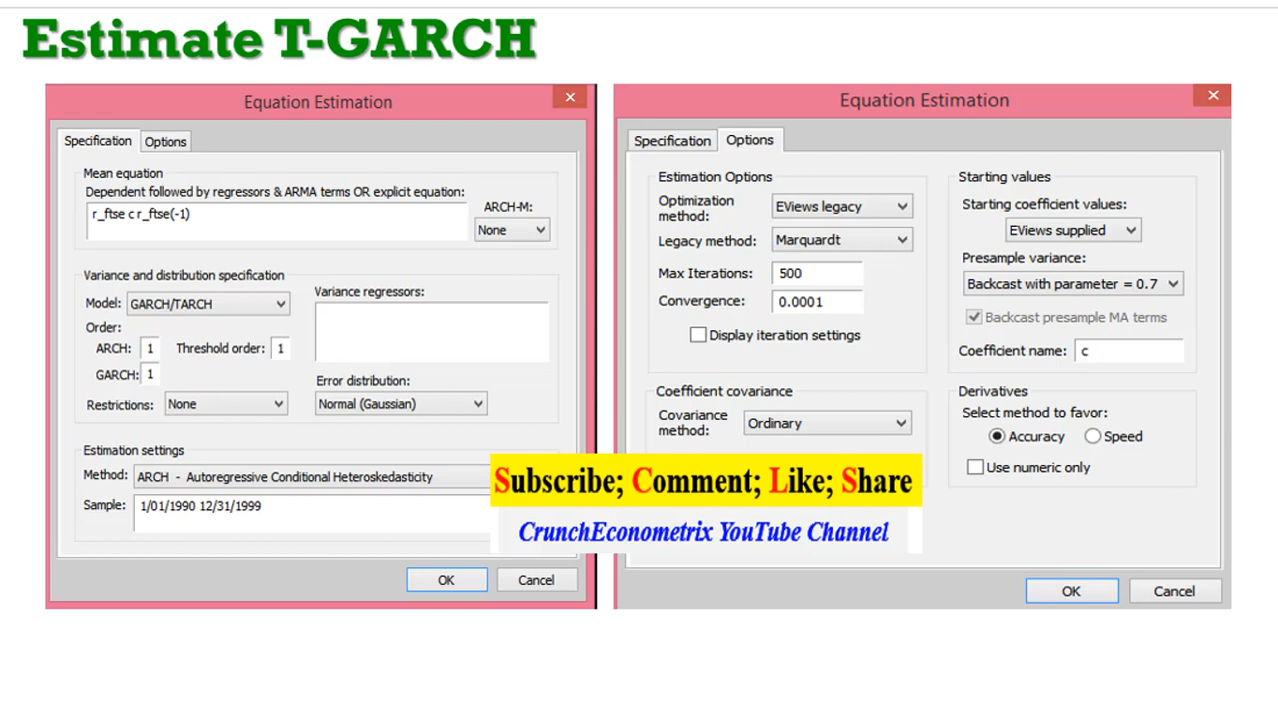 Estimate T-GARCH
Equation Estimation
Specification Options
Mean equation
Dependent followed by regressors & ARMA terms OR explicit equation:
r_ftse c r_ftse(-1)
ARCH-M:
None
Variance and distribution specification
Model: GARCH/TARCH
Order:
ARCH: 1 Threshold order: 1
GARCH: 1
Restrictions: None
Variance regressors:
Error distribution:
Normal (Gaussian)
Estimation settings
Method: ARCH - Autoregressive Conditional Heteroskedasticity
Sample: 1/01/1990 12/31/1999
OK Cancel
Equation Estimation
Specification Options
Estimation Options
Optimization
method: EViews legacy
Legacy method: Marquardt
Max Iterations: 500
Convergence: 0.0001
Display iteration settings
Coefficient covariance
Covariance
method: Ordinary
Starting values
Starting coefficient values:
EViews supplied
Presample variance:
Backcast with parameter = 0.7
Backcast presample MA terms
Coefficient name: c
Derivatives
Select method to favor:
Accuracy Speed
Use numeric only
OK Cancel
Subscribe; Comment; Like; Share
CrunchEconometrix YouTube Channel